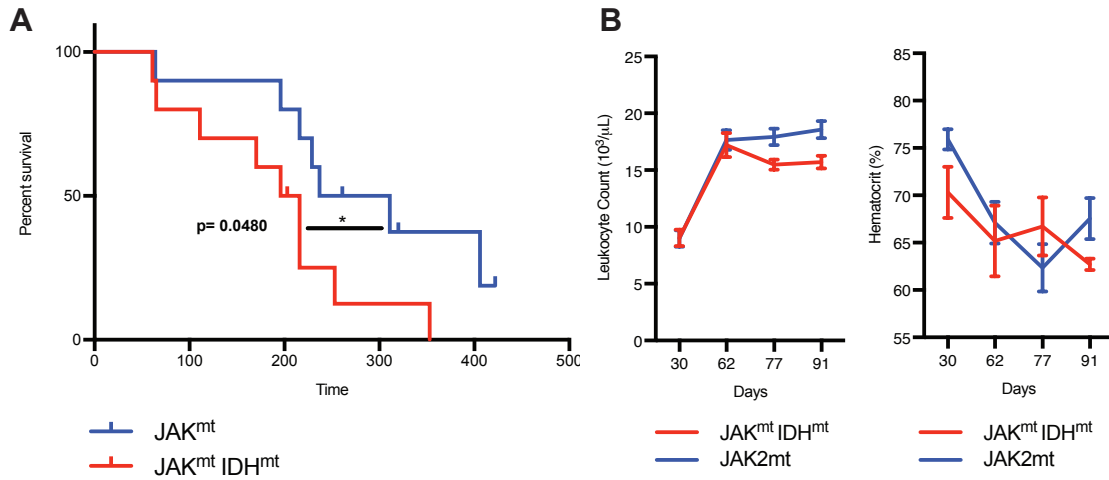 A
100
50
0
Percent survival
p= 0.0480
*
0 100 200 300 400 500
Time
JAKmt
JAKmt IDHmt
B
25
20
15
10
5
0
Leukocyte Count (10³/μL)
30 62 77 91
Days
JAKmt IDHmt
JAK2mt
85
80
75
70
65
60
55
Hematocrit (%)
30 62 77 91
Days
JAKmt IDHmt
JAK2mt